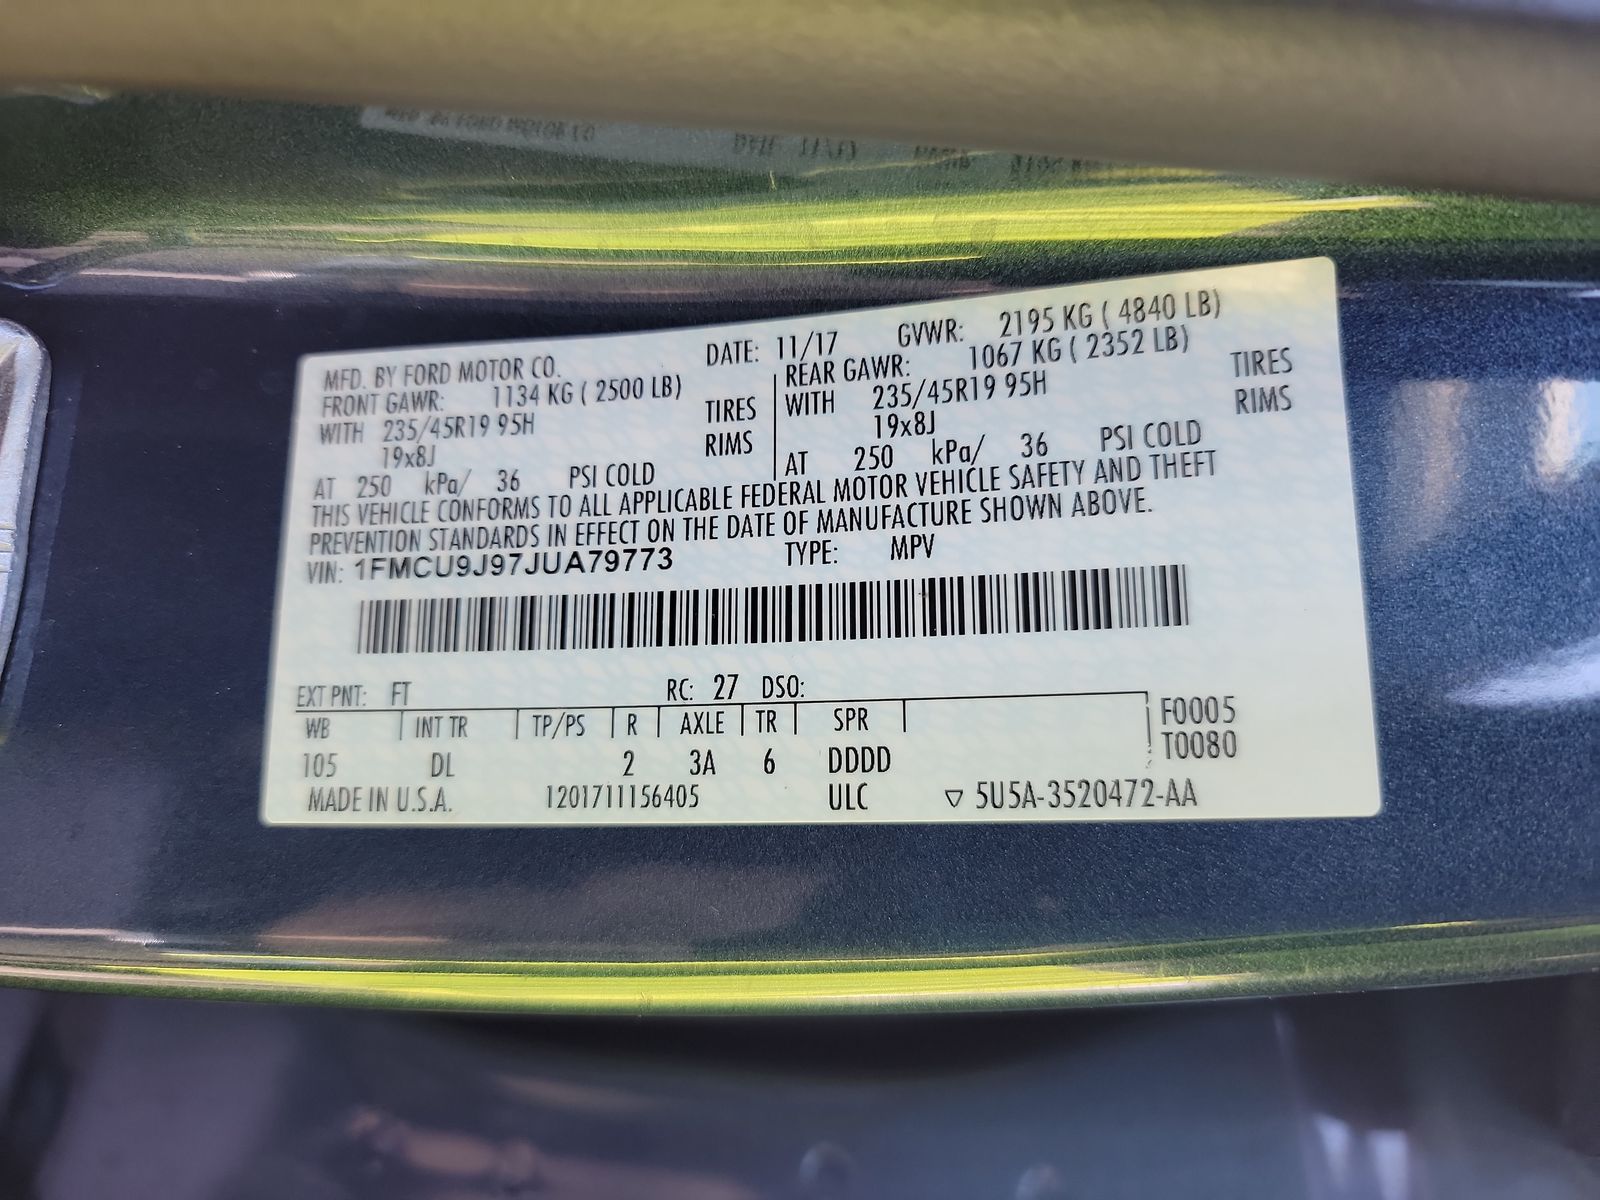 MFD. BY FORD MOTOR CO. DATE: 11/17 GVWR: 2195 KG ( 4840 LB)
FRONT GAWR: 1134 KG ( 2500 LB) REAR GAWR: 1067 KG ( 2352 LB)
WITH 235/45R19 95H TIRES WITH 235/45R19 95H TIRES
19x8J RIMS 19x8J RIMS
AT 250 kPa/ 36 PSI COLD AT 250 kPa/ 36 PSI COLD
THIS VEHICLE CONFORMS TO ALL APPLICABLE FEDERAL MOTOR VEHICLE SAFETY AND THEFT
PREVENTION STANDARDS IN EFFECT ON THE DATE OF MANUFACTURE SHOWN ABOVE.
VIN: 1FMCU9J97JUA79773 TYPE: MPV
EXT PNT: FT RC: 27 DSO:
WB INT TR TP/PS R AXLE TR SPR F0005
105 DL 2 3A 6 DDDD T0080
MADE IN U.S.A. 1201711156405 ULC ▽ 5U5A-3520472-AA